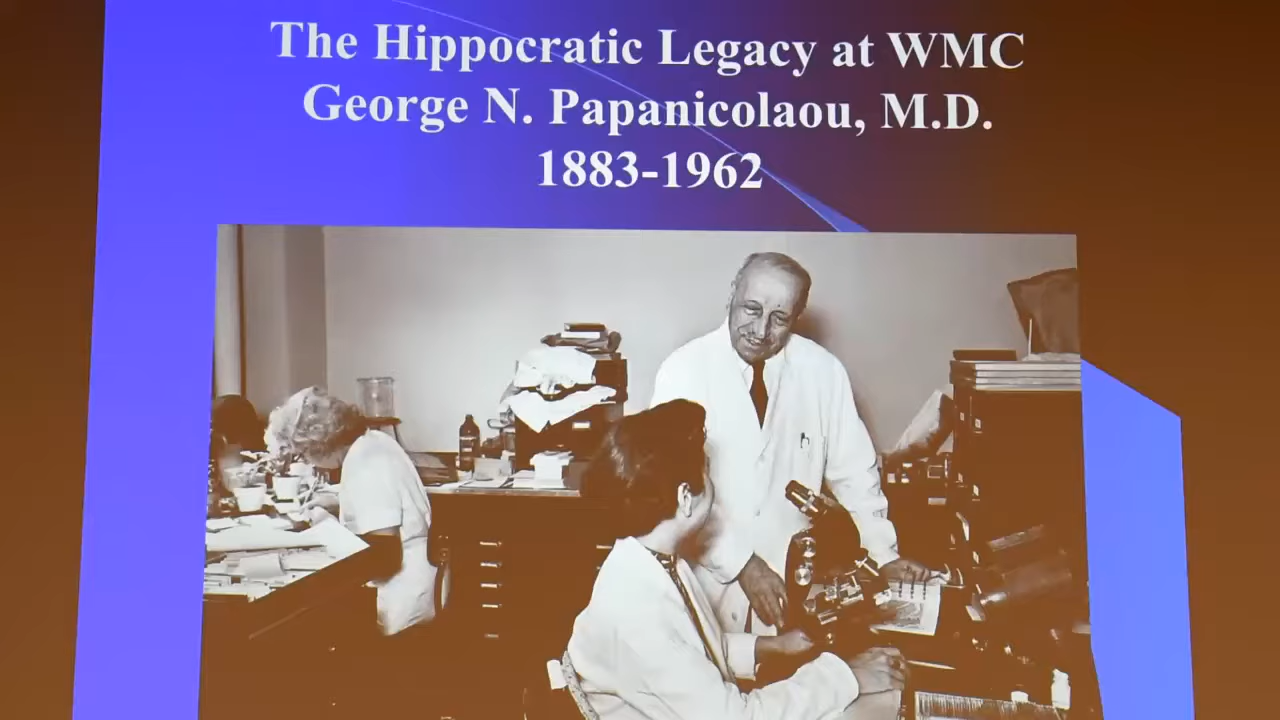 The Hippocratic Legacy at WMC
George N. Papanicolaou, M.D.
1883-1962